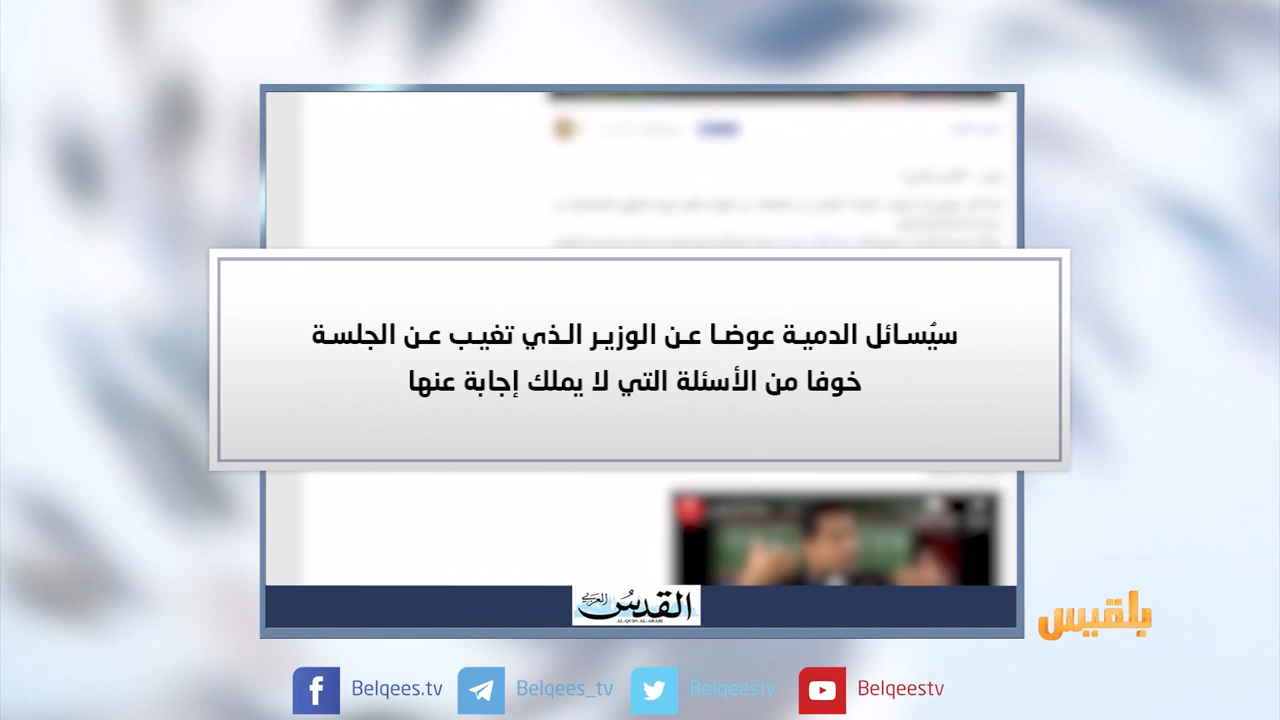 سيُسائل الدمية عوضا عن الوزير الذي تغيب عن الجلسة
خوفا من الأسئلة التي لا يملك إجابة عنها
القدس العربي
AL-QUDS AL-ARABI
بلقيس
Belqees.tv
Belqees_tv
Belqeestv
Belqeestv